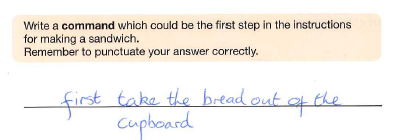 Write a command which could be the first step in the instructions
for making a sandwich.
Remember to punctuate your answer correctly.
first take the bread out of the
cupboard